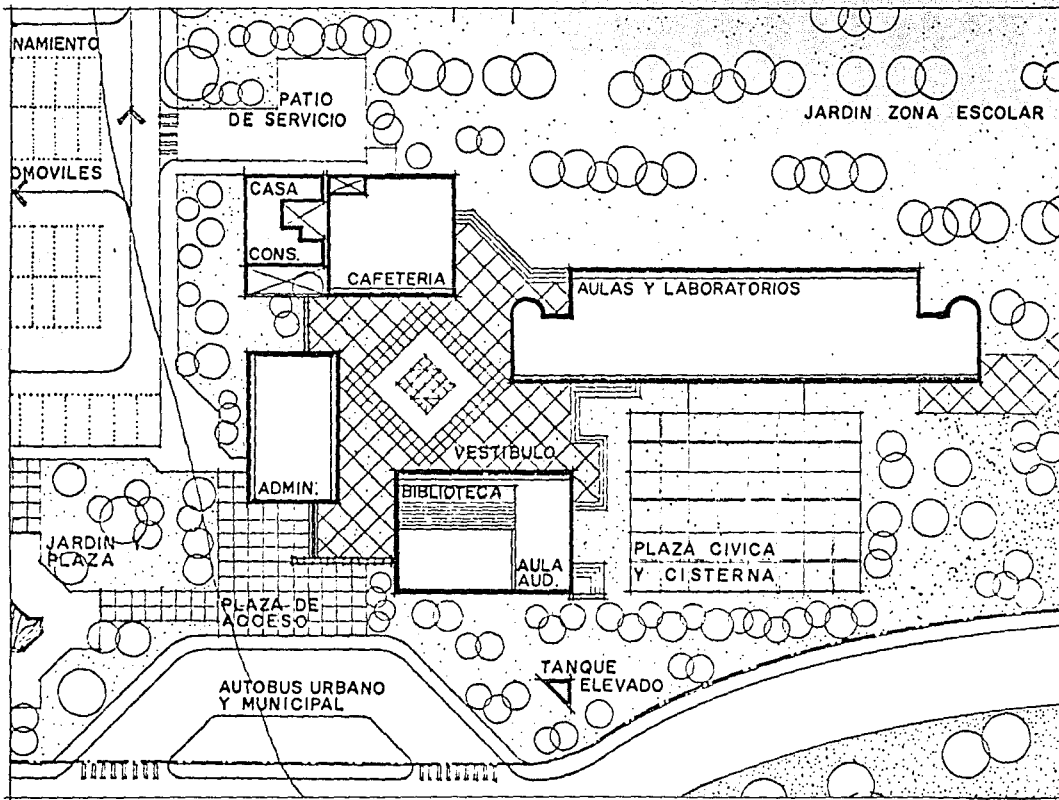 NAMIENTO
PATIO
DE SERVICIO
JARDIN ZONA ESCOLAR
OMOVILES
CASA
CONS.
CAFETERIA
AULAS Y LABORATORIOS
VESTIBULO
ADMIN.
BIBLIOTECA
JARDIN Y
PLAZA
AULA
AUD.
PLAZA CIVICA
Y CISTERNA
PLAZA DE
ACCESO
TANQUE
ELEVADO
AUTOBUS URBANO
Y MUNICIPAL